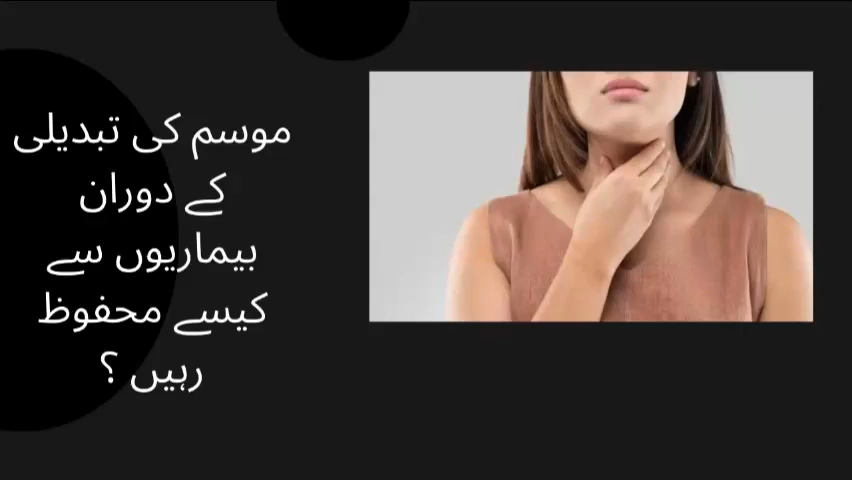 موسم کی تبدیلی
کے دوران
بیماریوں سے
کیسے محفوظ
رہیں ؟